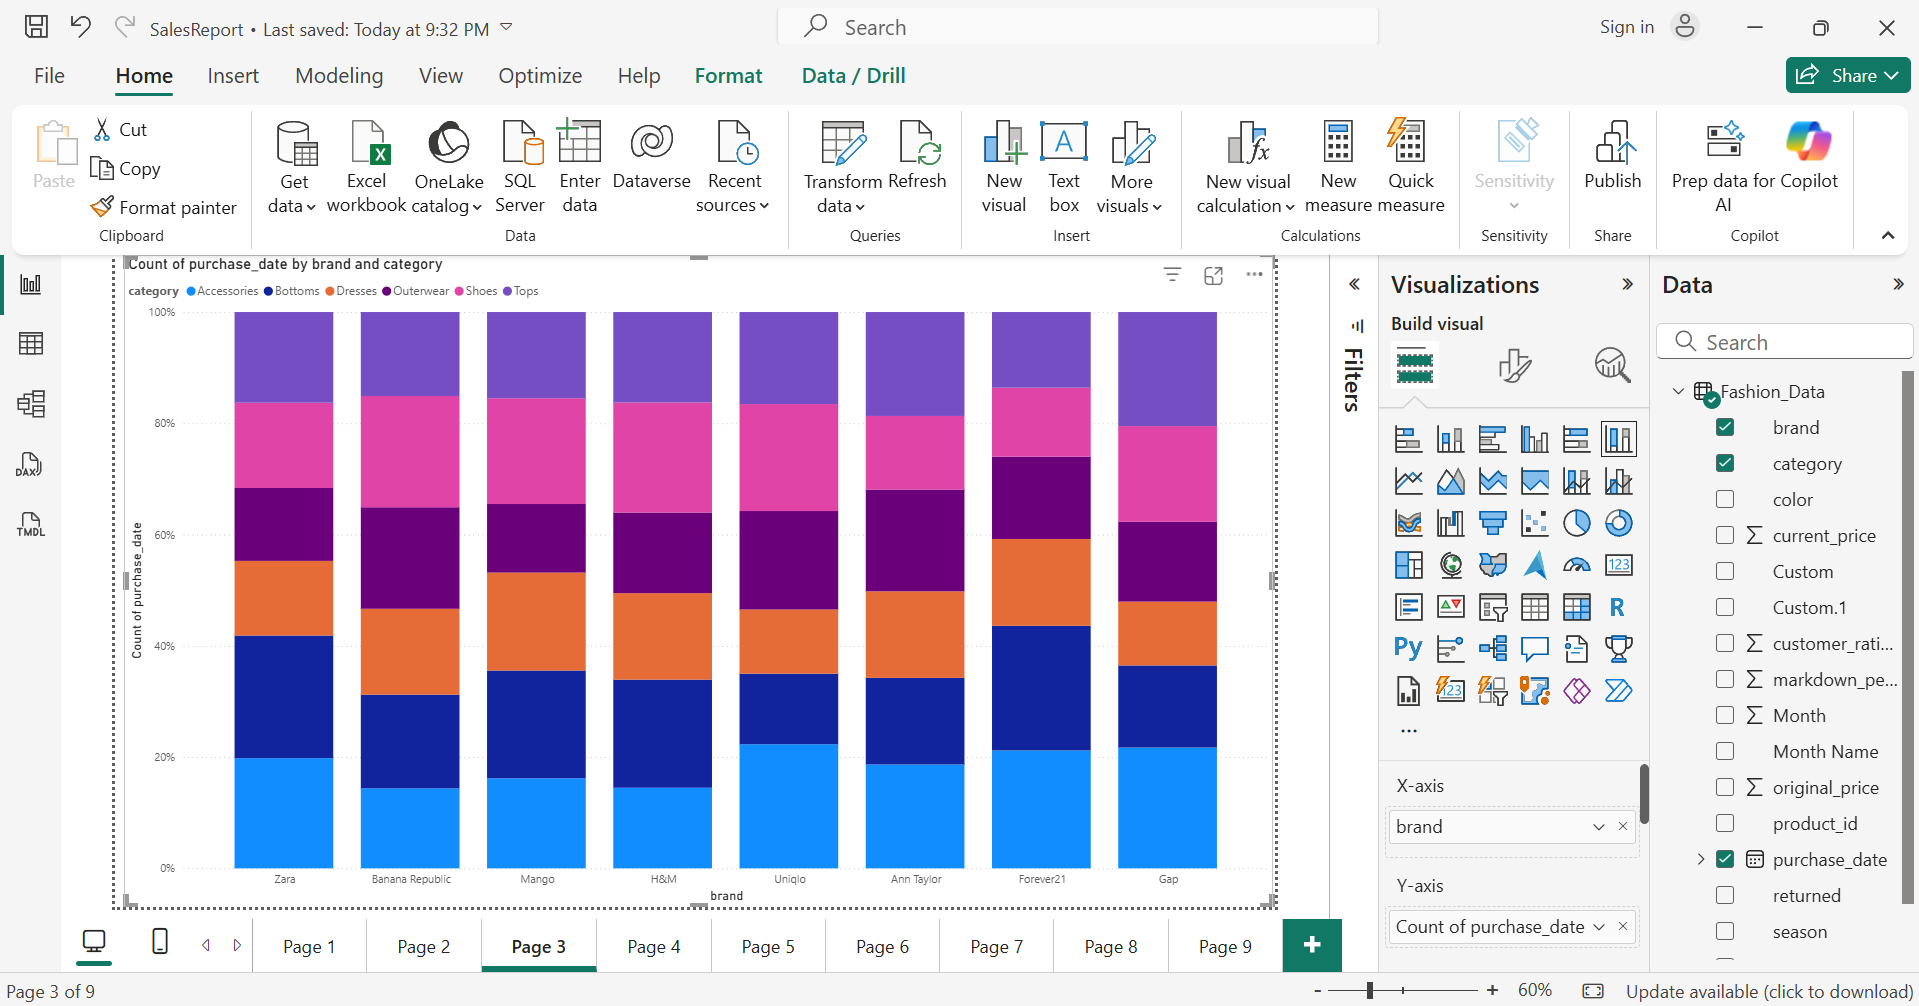 SalesReport • Last saved: Today at 9:32 PM
Search
Sign in
File Home Insert Modeling View Optimize Help Format Data / Drill
Share
Paste
Cut
Copy
Format painter
Clipboard
Get data
Excel workbook
OneLake catalog
SQL Server
Enter data
Dataverse
Recent sources
Data
Transform data
Refresh
Queries
New visual
Text box
More visuals
Insert
New visual calculation
New measure
Quick measure
Calculations
Sensitivity
Sensitivity
Publish
Share
Prep data for AI
Copilot
Copilot
DAX
TMDL
Count of purchase_date by brand and category
category Accessories Bottoms Dresses Outerwear Shoes Tops
100%
80%
60%
40%
20%
0%
Count of purchase_date
Zara Banana Republic Mango H&M Uniqlo Ann Taylor Forever21 Gap
brand
Filters
Visualizations
Build visual
123
R
Py
123
...
X-axis
brand
Y-axis
Count of purchase_date
Data
Search
Fashion_Data
brand
category
color
current_price
Custom
Custom.1
customer_rati...
markdown_pe...
Month
Month Name
original_price
product_id
purchase_date
returned
season
Page 1 Page 2 Page 3 Page 4 Page 5 Page 6 Page 7 Page 8 Page 9
Page 3 of 9
- + 60%
Update available (click to download)